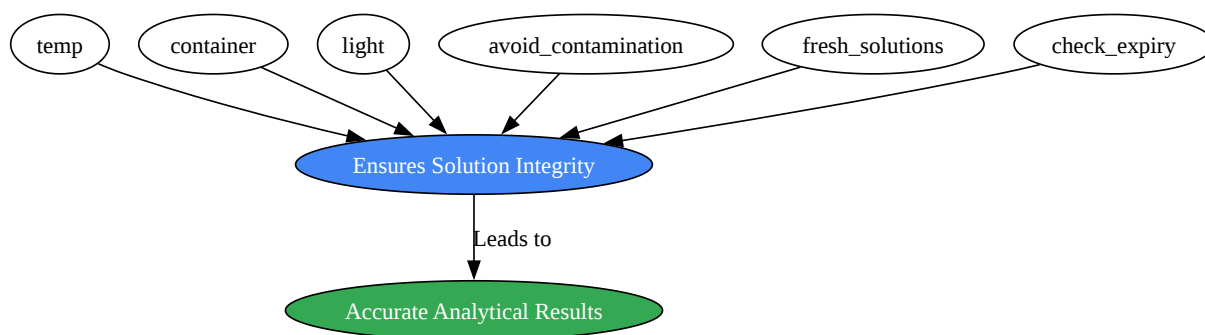 temp
container
light
avoid_contamination
fresh_solutions
check_expiry
Ensures Solution Integrity
Leads to
Accurate Analytical Results